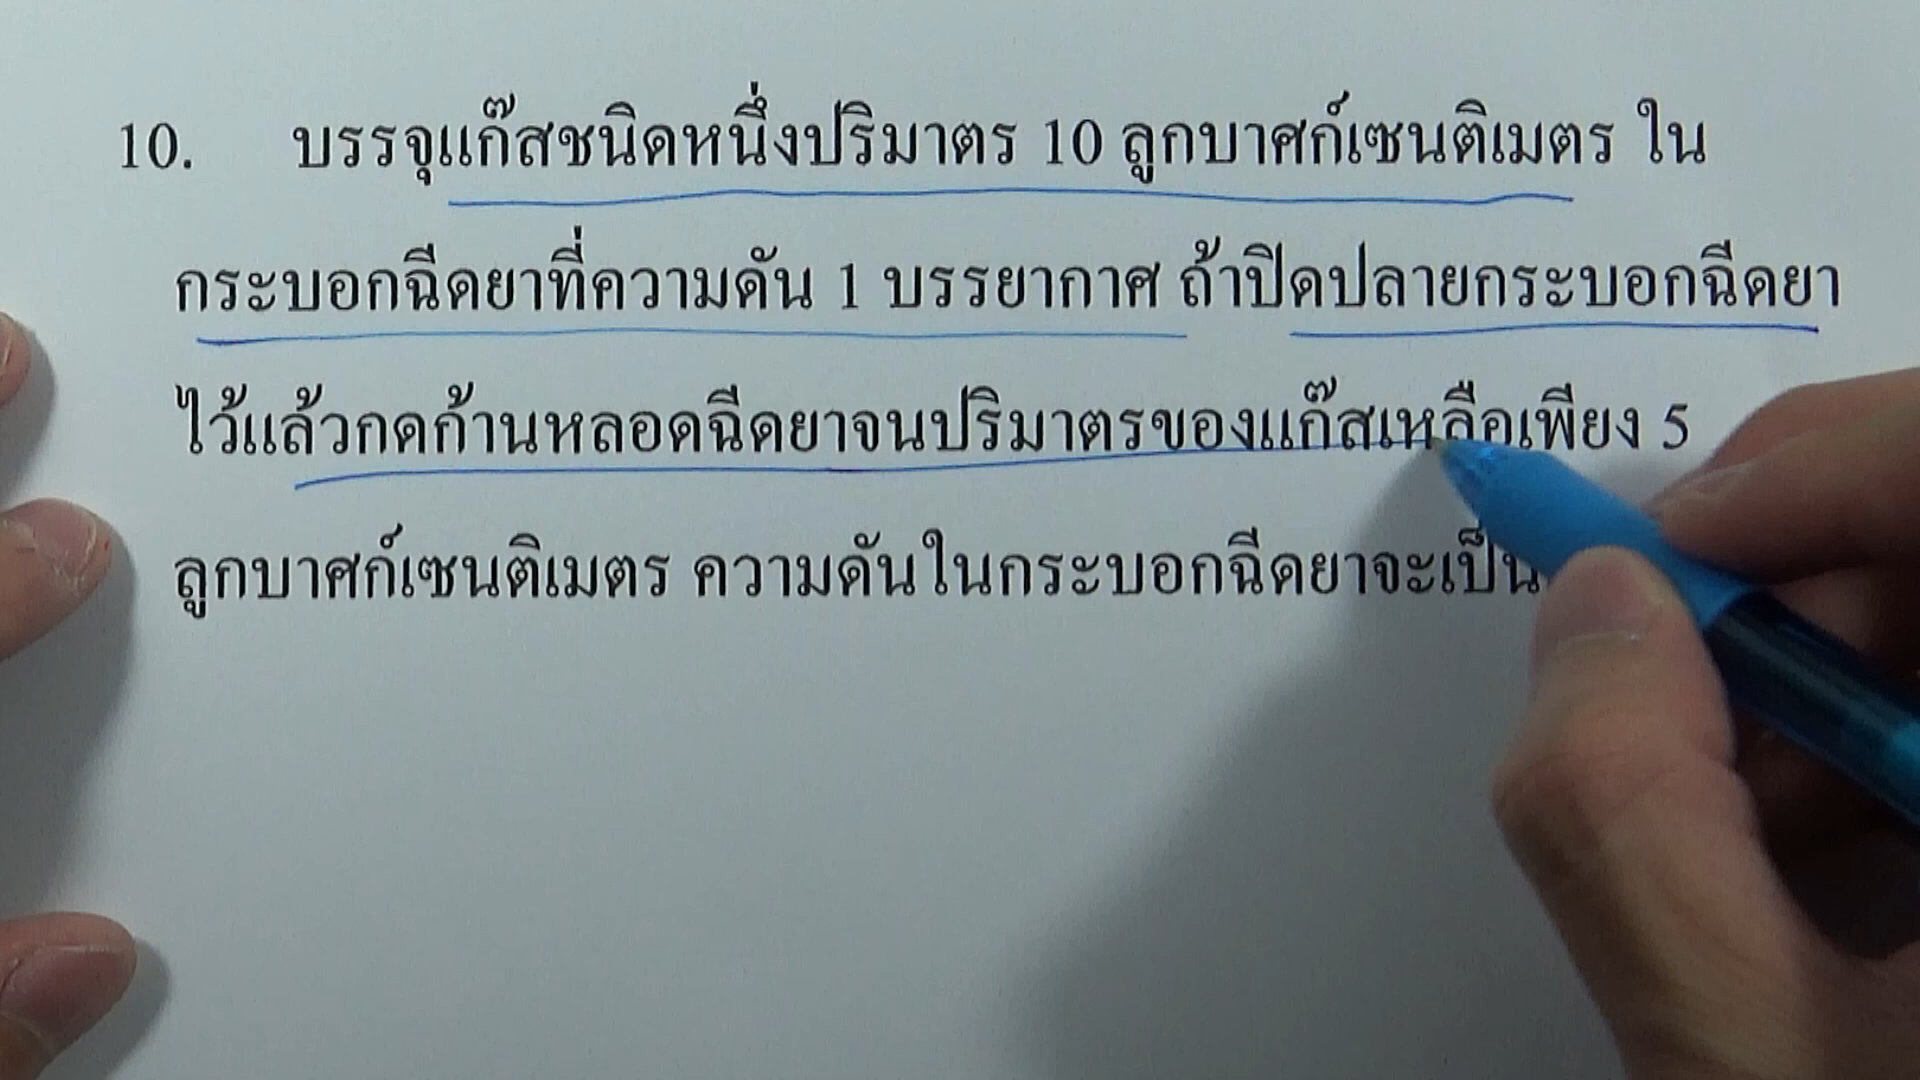 10. บรรจุแก๊สชนิดหนึ่งปริมาตร 10 ลูกบาศก์เซนติเมตร ใน
กระบอกฉีดยาที่ความดัน 1 บรรยากาศ ถ้าปิดปลายกระบอกฉีดยา
ไว้แล้วกดก้านหลอดฉีดยาจนปริมาตรของแก๊สเหลือเพียง 5
ลูกบาศก์เซนติเมตร ความดันในกระบอกฉีดยาจะเป็น